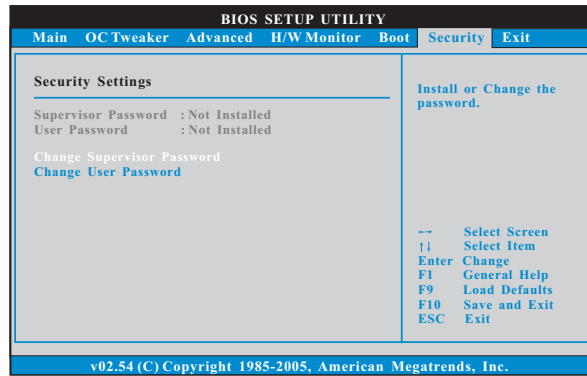 BIOS SETUP UTILITY
Main OC Tweaker Advanced H/W Monitor Boot Security Exit
Security Settings
Supervisor Password : Not Installed
User Password : Not Installed
Change Supervisor Password
Change User Password
Install or Change the
password.
←→ Select Screen
↑↓ Select Item
Enter Change
F1 General Help
F9 Load Defaults
F10 Save and Exit
ESC Exit
v02.54 (C) Copyright 1985-2005, American Megatrends, Inc.